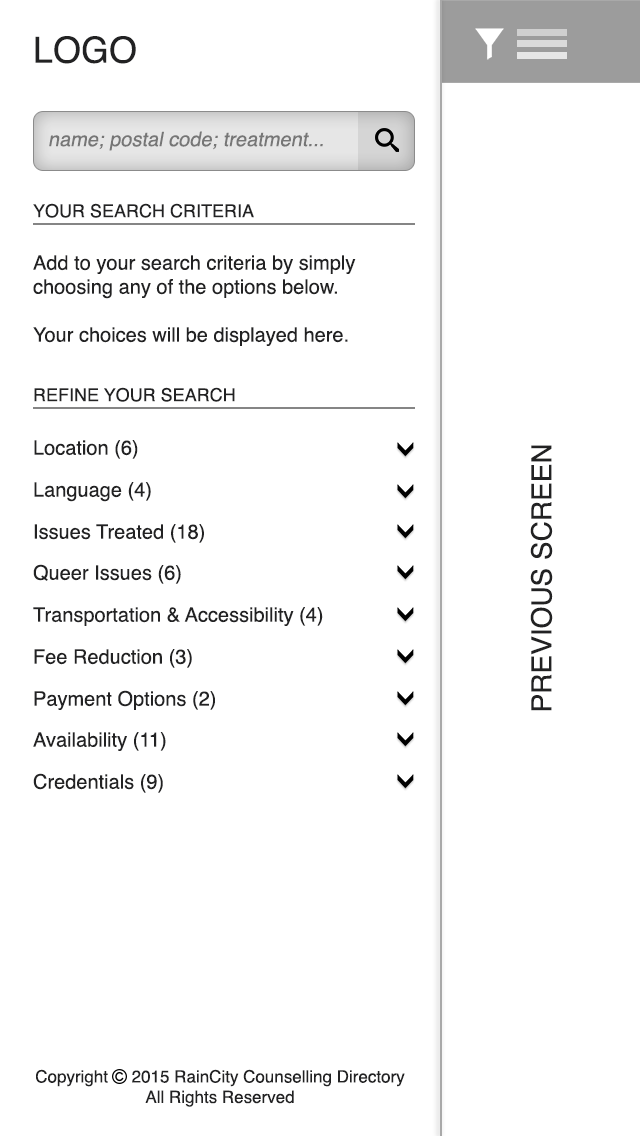 LOGO
name; postal code; treatment...
YOUR SEARCH CRITERIA
Add to your search criteria by simply
choosing any of the options below.
Your choices will be displayed here.
REFINE YOUR SEARCH
Location (6)
Language (4)
Issues Treated (18)
Queer Issues (6)
Transportation & Accessibility (4)
Fee Reduction (3)
Payment Options (2)
Availability (11)
Credentials (9)
Copyright © 2015 RainCity Counselling Directory
All Rights Reserved
PREVIOUS SCREEN